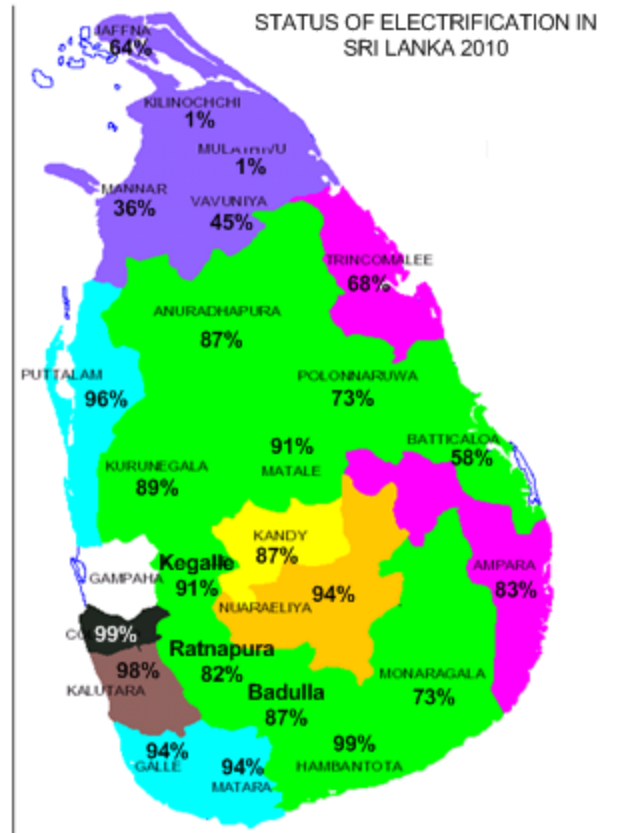 STATUS OF ELECTRIFICATION IN
SRI LANKA 2010
JAFFNA
64%
KILINOCHCHI
1%
1%
MANNAR
36%
VAVUNIYA
45%
TRINCOMALEE
68%
ANURADHAPURA
87%
PUTTALAM
96%
POLONNARUWA
73%
BATTICALOA
58%
91%
MATALE
KURUNEGALA
89%
KANDY
87%
Kegalle
91%
GAMPAHA
AMPARA
83%
94%
NUARAELIYA
99%
Ratnapura
82%
98%
KALUTARA
MONARAGALA
73%
Badulla
87%
99%
HAMBANTOTA
94%
GALLE
94%
MATARA